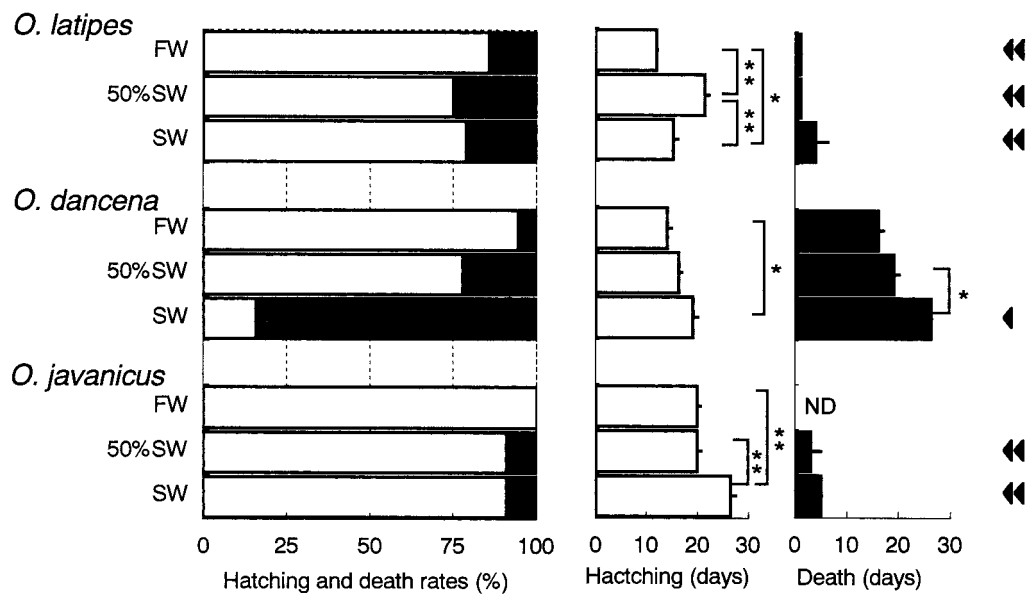 O. latipes
FW
50%SW
SW
* *
* *
*
O. dancena
FW
50%SW
SW
*
*
O. javanicus
FW
50%SW
SW
* *
* *
ND
0 25 50 75 100
0 10 20 30
0 10 20 30
Hatching and death rates (%)
Hactching (days)
Death (days)